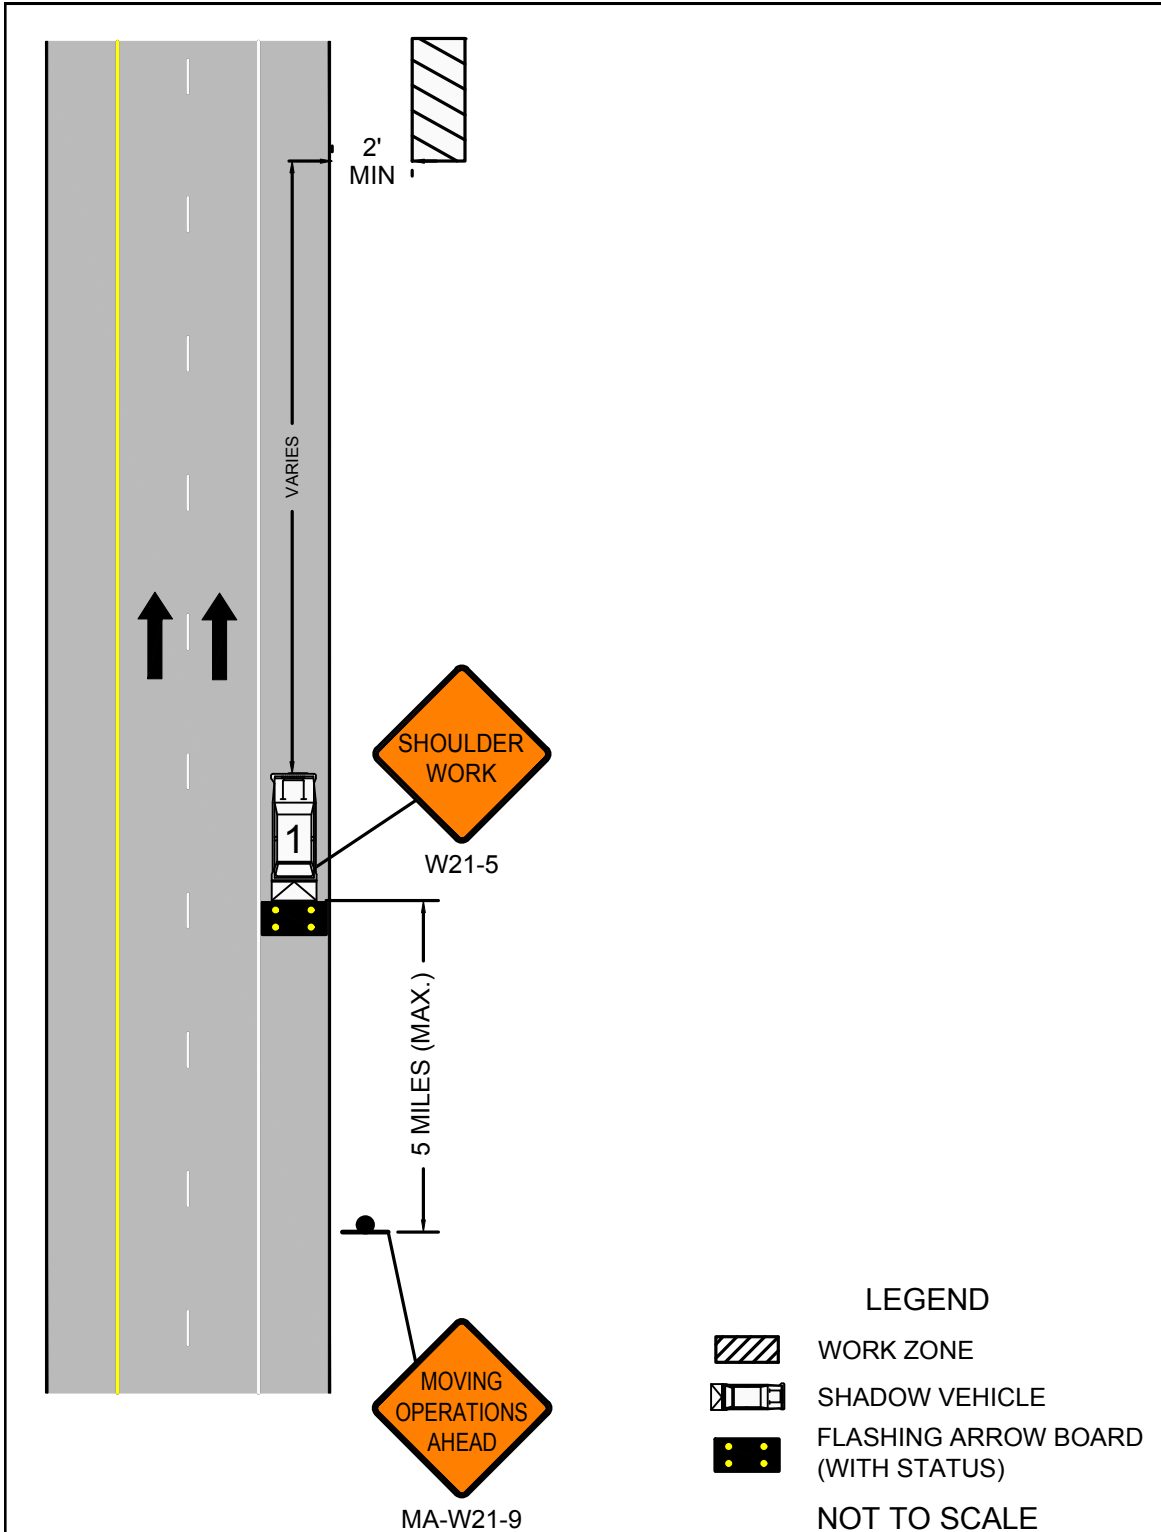 2'
MIN
VARIES
SHOULDER
WORK
W21-5
1
5 MILES (MAX.)
MOVING
OPERATIONS
AHEAD
MA-W21-9
LEGEND
WORK ZONE
SHADOW VEHICLE
FLASHING ARROW BOARD
(WITH STATUS)
NOT TO SCALE